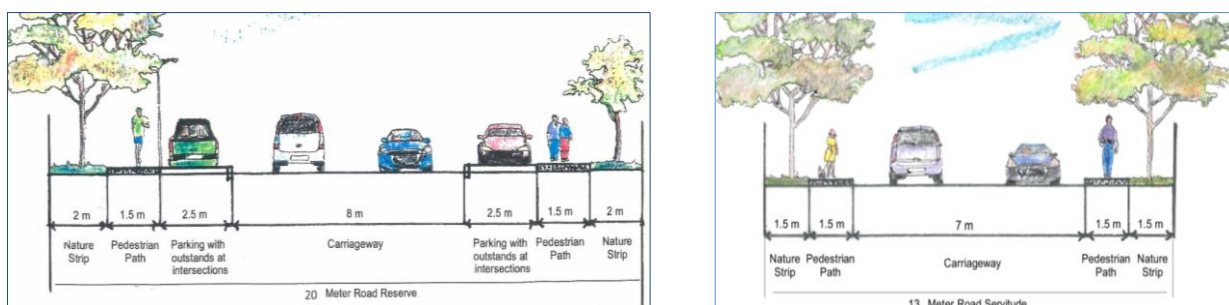 2 m 1.5 m 2.5 m 8 m 2.5 m 1.5 m 2 m
Nature Pedestrian Parking with Carriageway Parking with Pedestrian Nature
Strip Path outstands at outstands at Path Strip
intersections intersections
20 Meter Road Reserve
1.5 m 1.5 m 7 m 1.5 m 1.5 m
Nature Pedestrian Carriageway Pedestrian Nature
Strip Path Path Strip
13 Meter Road Servitude